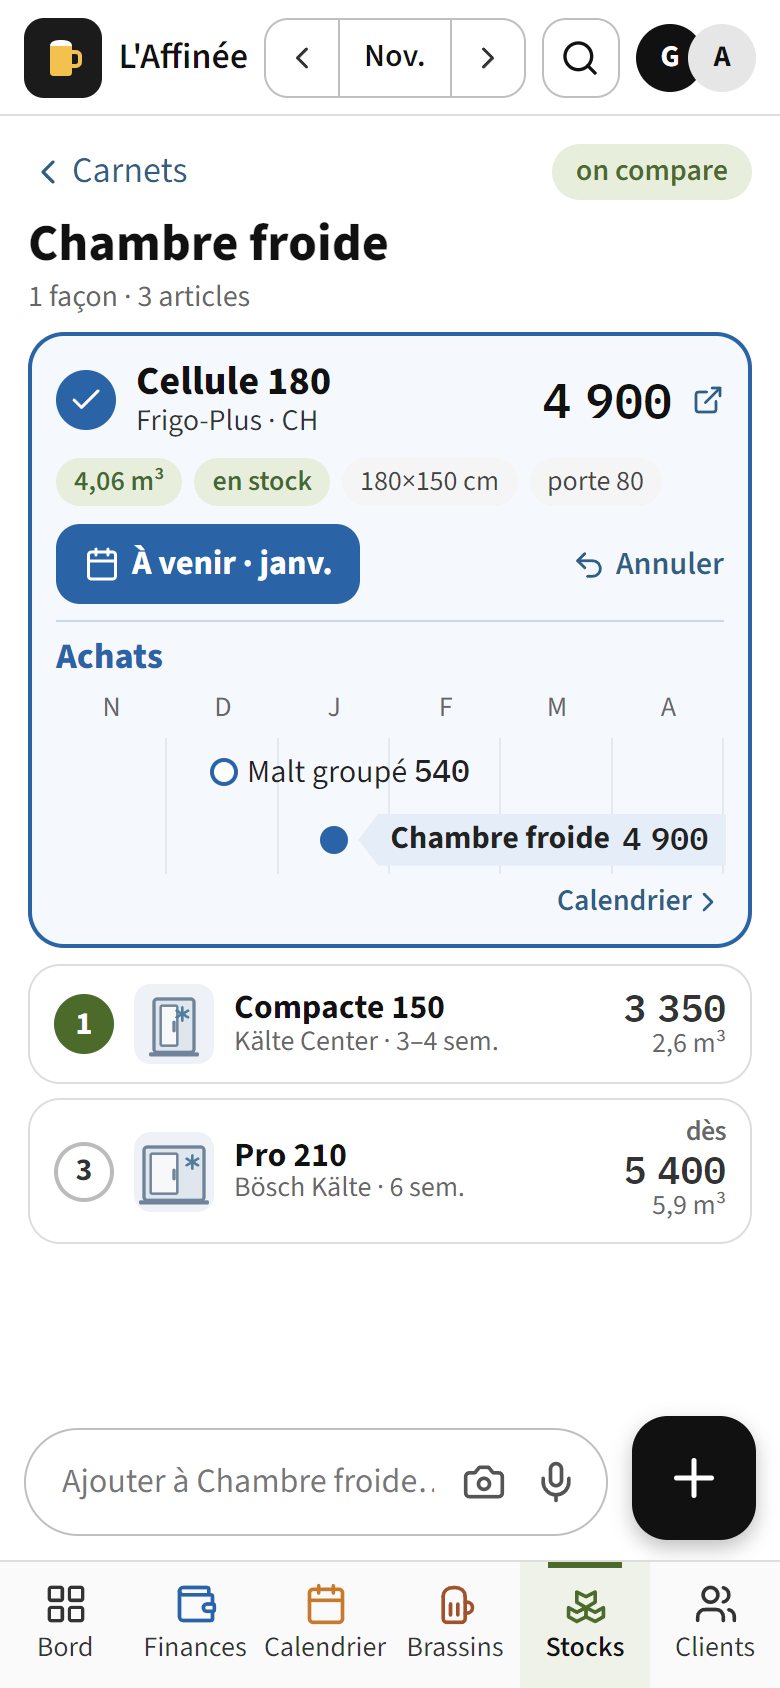 L'Affinée
Nov.
G
A
Carnets
on compare
Chambre froide
1 façon · 3 articles
Cellule 180
Frigo-Plus · CH
4 900
4,06 m³
en stock
180×150 cm
porte 80
À venir · janv.
Annuler
Achats
N D J F M A
Malt groupé 540
Chambre froide 4 900
Calendrier
1
Compacte 150
Kälte Center · 3–4 sem.
3 350
2,6 m³
3
Pro 210
Bösch Kälte · 6 sem.
dès
5 400
5,9 m³
Ajouter à Chambre froide..
Bord
Finances
Calendrier
Brassins
Stocks
Clients